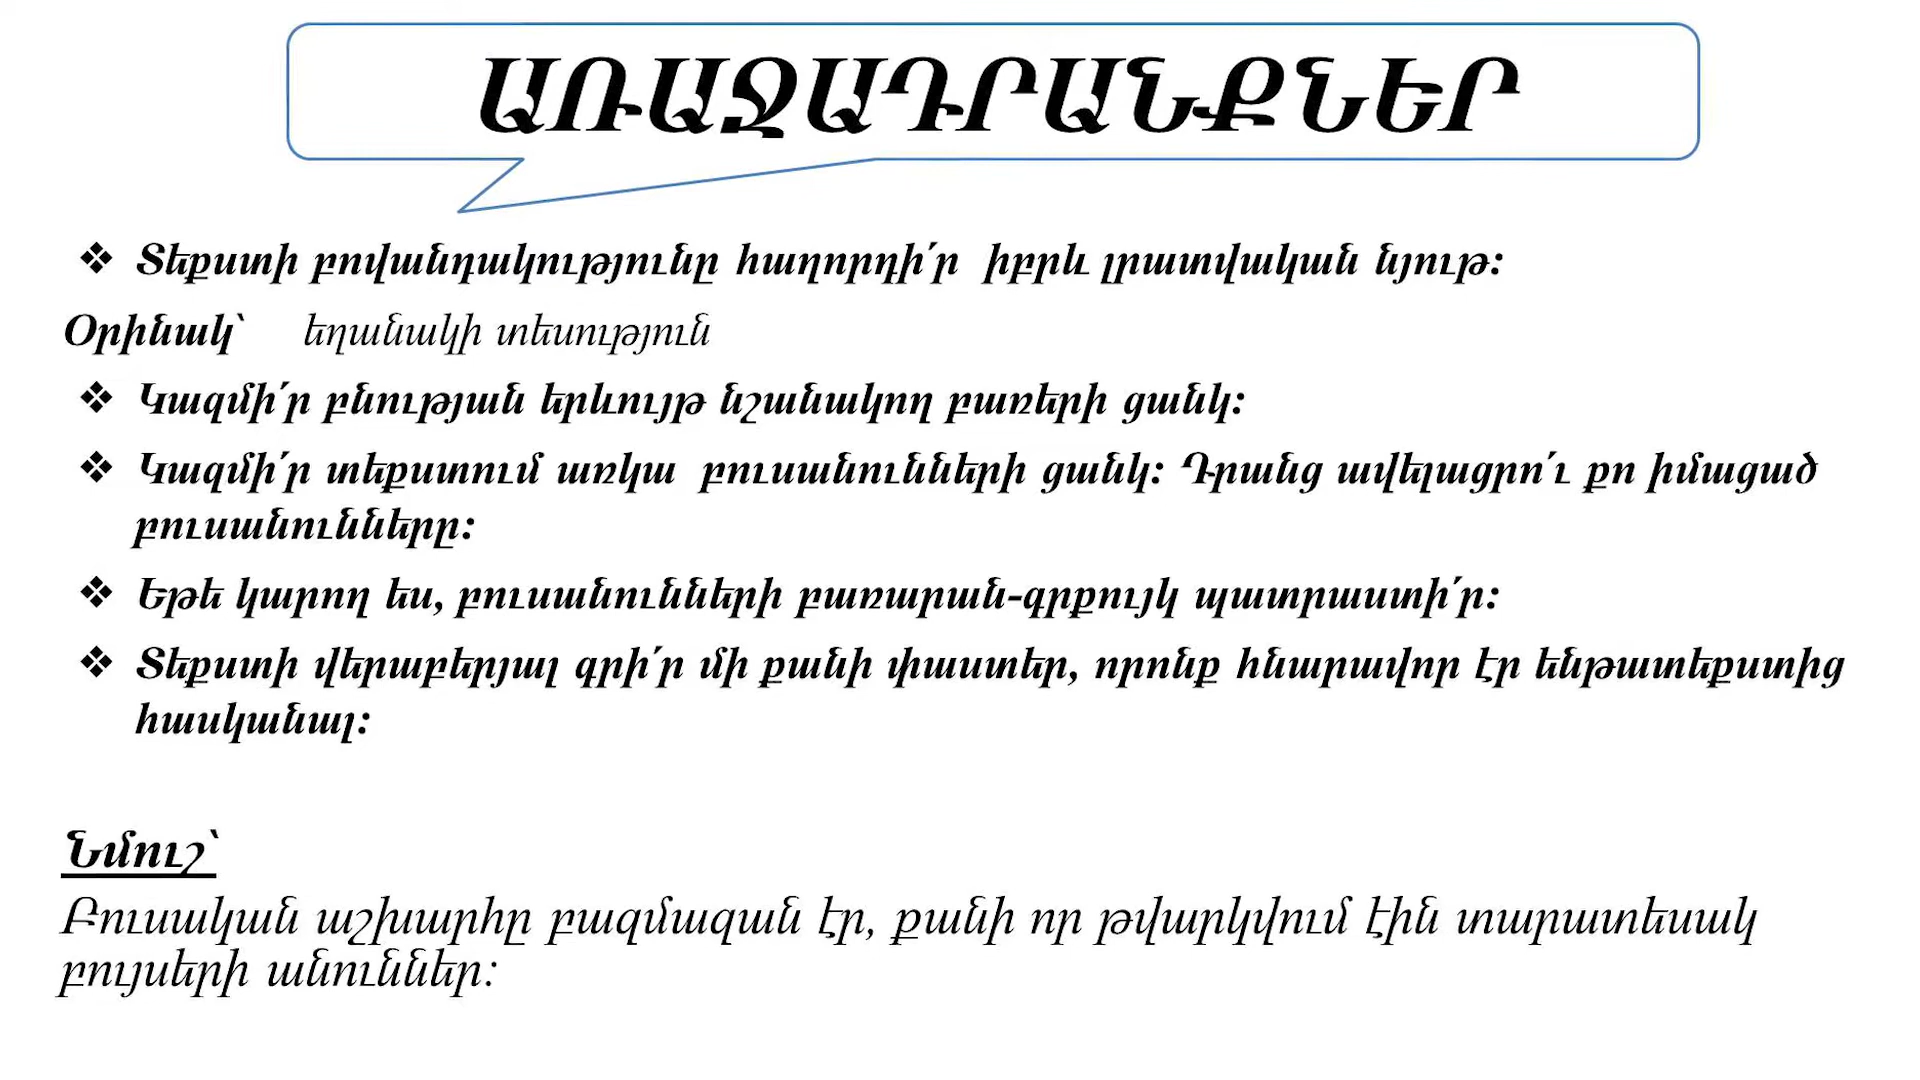 ԱՌԱՋԱԴՐԱՆՔՆԵՐ
❖ Տեքստի բովանդակությունը հաղորդի՛ր իբրև լրատվական նյութ:
Օրինակ՝ եղանակի տեսություն
❖ Կազմի՛ր բնության երևույթ նշանակող բառերի ցանկ:
❖ Կազմի՛ր տեքստում առկա բուսանունների ցանկ: Դրանց ավելացրո՛ւ քո իմացած
բուսանունները:
❖ Եթե կարող ես, բուսանունների բառարան-գրքույկ պատրաստի՛ր:
❖ Տեքստի վերաբերյալ գրի՛ր մի քանի փաստեր, որոնք հնարավոր էր ենթատեքստից
հասկանալ:
Նմուշ՝
Բուսական աշխարհը բազմազան էր, քանի որ թվարկվում էին տարատեսակ
բույսերի անուններ: